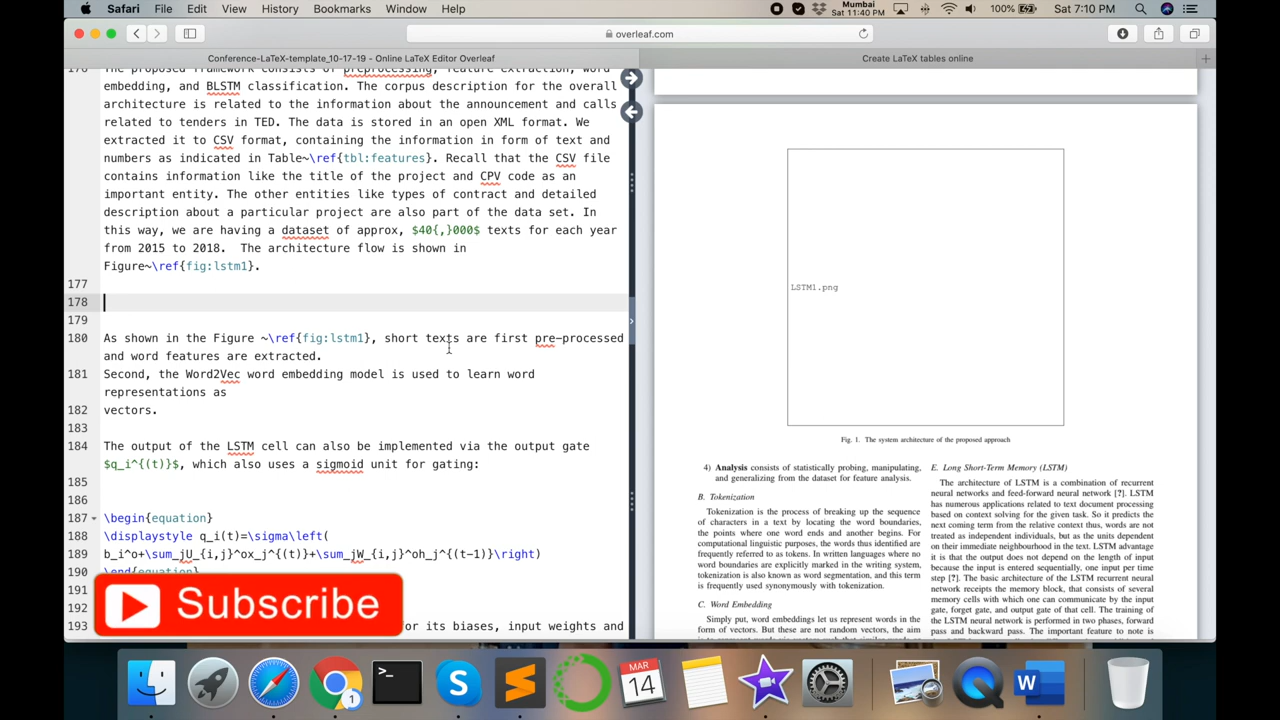 Safari File Edit View History Bookmarks Window Help
Mumbai
Sat 11:40 PM
100%
Sat 7:10 PM
overleaf.com
Conference-LaTeX-template_10-17-19 - Online LaTeX Editor Overleaf
Create LaTeX tables online
embedding, and BLSTM classification. The corpus description for the overall
architecture is related to the information about the announcement and calls
related to tenders in TED. The data is stored in an open XML format. We
extracted it to CSV format, containing the information in form of text and
numbers as indicated in Table~\ref{tbl:features}. Recall that the CSV file
contains information like the title of the project and CPV code as an
important entity. The other entities like types of contract and detailed
description about a particular project are also part of the data set. In
this way, we are having a dataset of approx, $40{,}000$ texts for each year
from 2015 to 2018.  The architecture flow is shown in
Figure~\ref{fig:lstm1}.
177
178
179
180 As shown in the Figure ~\ref{fig:lstm1}, short texts are first pre-processed
and word features are extracted.
181 Second, the Word2Vec word embedding model is used to learn word
representations as
182 vectors.
183
184 The output of the LSTM cell can also be implemented via the output gate
$q_i^{(t)}$, which also uses a sigmoid unit for gating:
185
186
187 \begin{equation}
188 \displaystyle q_i(t)=\sigma\left(
189 b_i^o+\sum_jU_{i,j}^ox_j^{(t)}+\sum_jW_{i,j}^oh_j^{(t-1)}\right)
190 \end{equation}
191
192
193 or its biases, input weights and
Subscribe
LSTM1.png
Fig. 1. The system architecture of the proposed approach
4) Analysis consists of statistically probing, manipulating,
and generalizing from the dataset for feature analysis.
B. Tokenization
Tokenization is the process of breaking up the sequence
of characters in a text by locating the word boundaries,
the points where one word ends and another begins. For
computational linguistic purposes, the words thus identified are
frequently referred to as tokens. In written languages where no
word boundaries are explicitly marked in the writing system,
tokenization is also known as word segmentation, and this term
is frequently used synonymously with tokenization.
C. Word Embedding
Simply put, word embeddings let us represent words in the
form of vectors. But these are not random vectors, the aim
E. Long Short-Term Memory (LSTM)
The architecture of LSTM is a combination of recurrent
neural networks and feed-forward neural network [?]. LSTM
has numerous applications related to text document processing
based on context solving for the given task. So it predicts the
next coming term from the relative context thus, words are not
treated as independent individuals, but as the units dependent
on their immediate neighbourhood in the text. LSTM advantage
it is that the output does not depend on the length of input
because the input is entered sequentially, one input per time
step [?]. The basic architecture of the LSTM recurrent neural
network receipts the memory block, that consists of several
memory cells with which one can communicate by the input
gate, forget gate, and output gate of that cell. The training of
the LSTM neural network is performed in two phases, forward
pass and backward pass. The important feature to note is
1
MAR
14
W